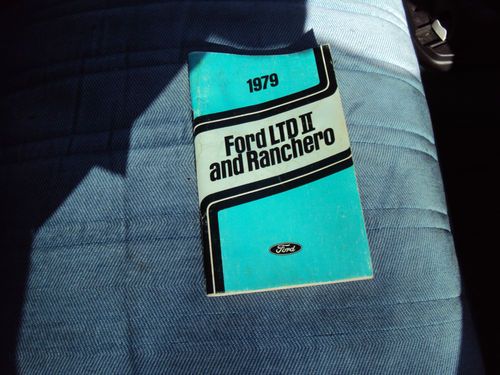 1979
Ford LTD II
and Ranchero
Ford